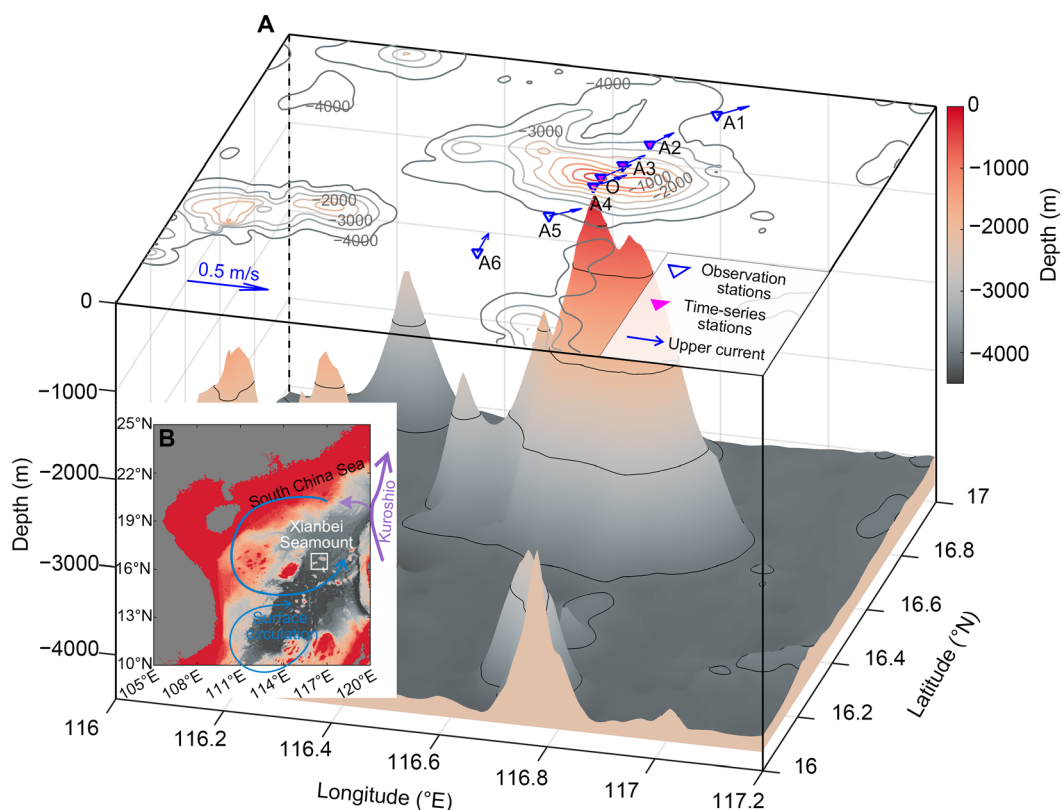 A
−4000
−4000
−3000
−1000
−2000
−2000
−3000
−4000
A1
A2
A3
O
A4
A5
A6
0.5 m/s
Observation
stations
Time-series
stations
Upper current
0
−1000
−2000
−3000
−4000
Depth (m)
0
−1000
−2000
−3000
−4000
Depth (m)
116
116.2
116.4
116.6
116.8
117
117.2
Longitude (°E)
16
16.2
16.4
16.6
16.8
17
Latitude (°N)
B
25°N
22°N
19°N
16°N
13°N
10°N
105°E
108°E
111°E
114°E
117°E
120°E
South China Sea
Xianbei
Seamount
Surface
circulation
Kuroshio